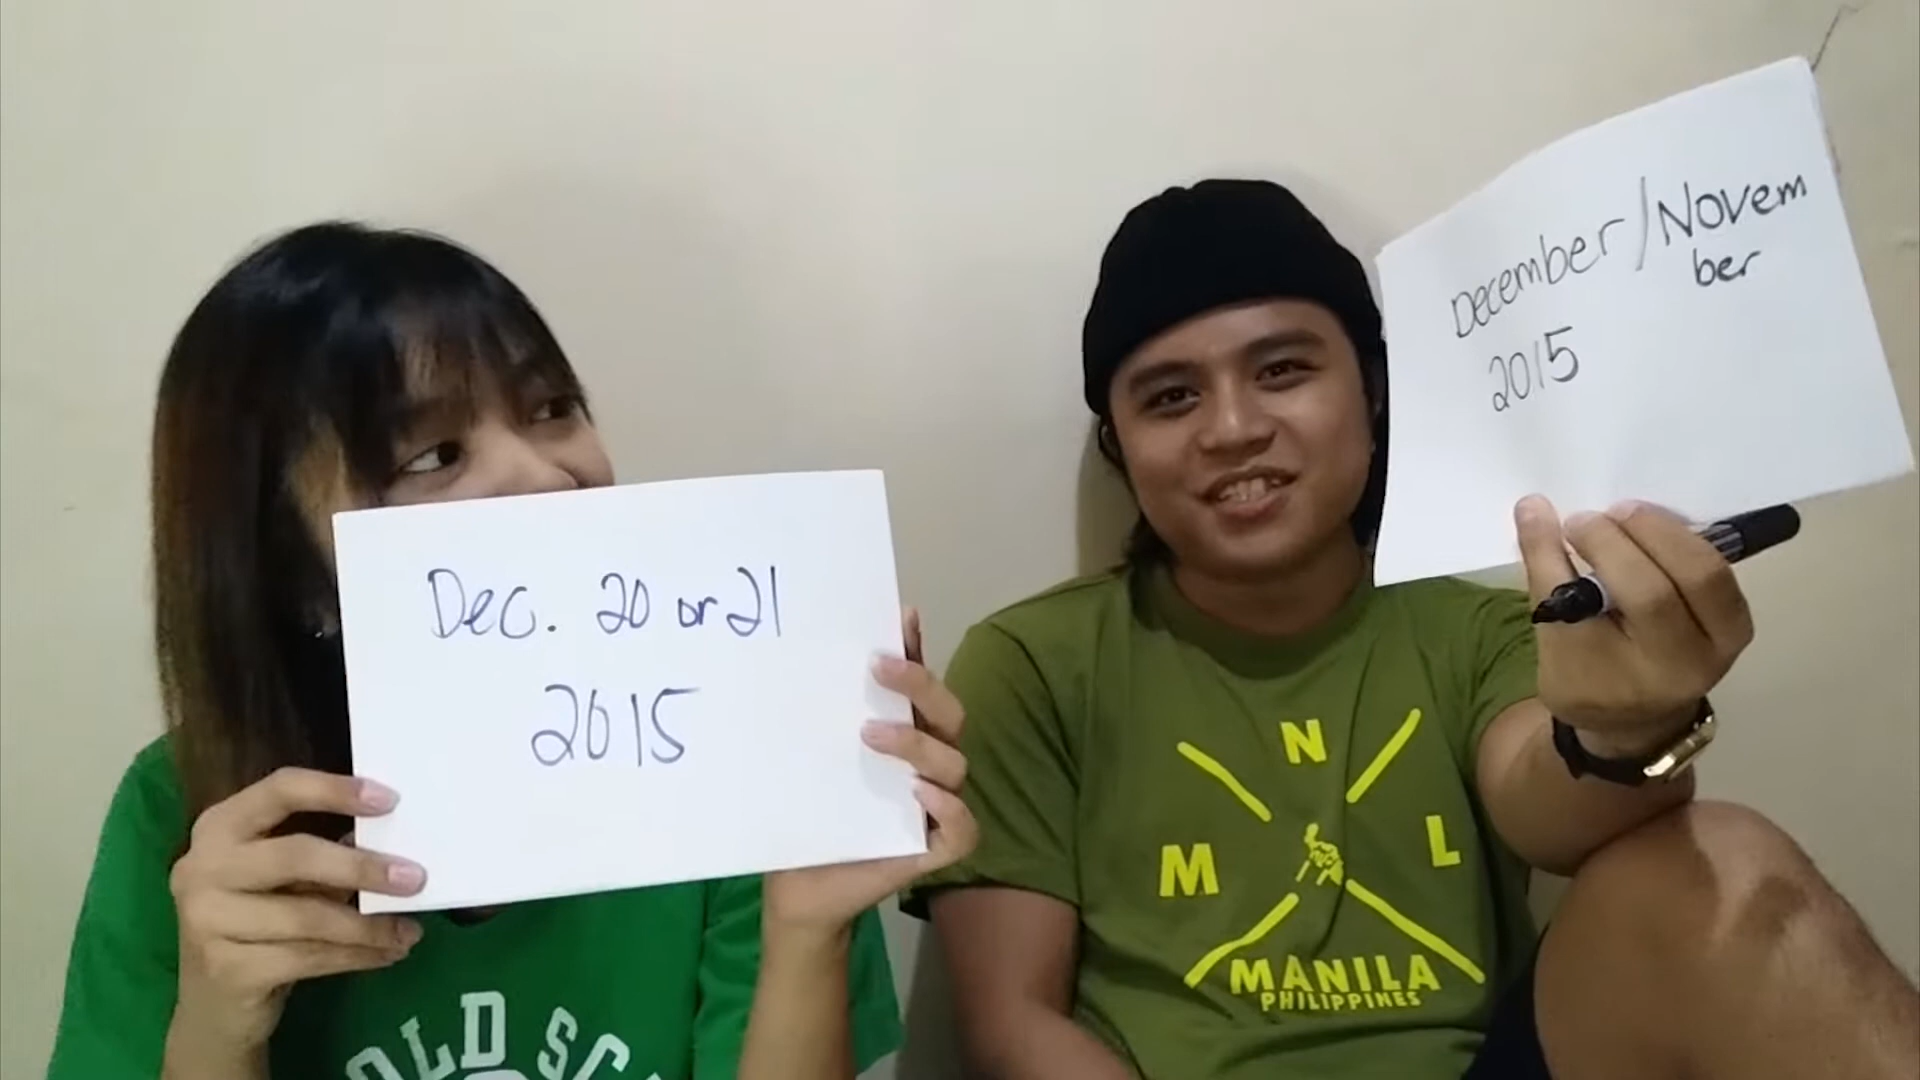 Dec. 20 or 21
2015
December/Novem
ber
2015
N
M L
MANILA
PHILIPPINES
OLD SC